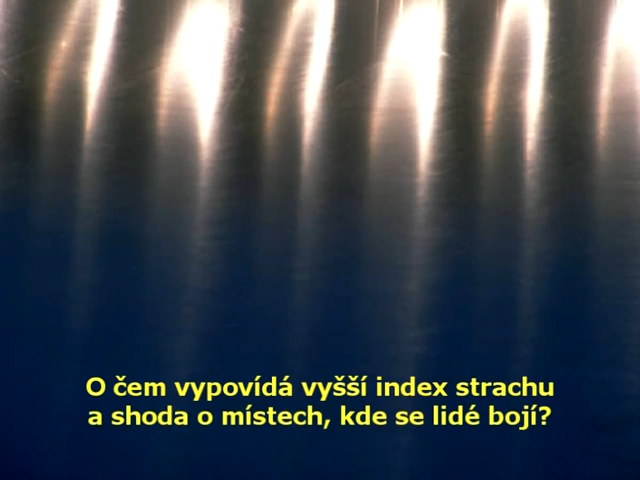 O čem vypovídá vyšší index strachu
a shoda o místech, kde se lidé bojí?